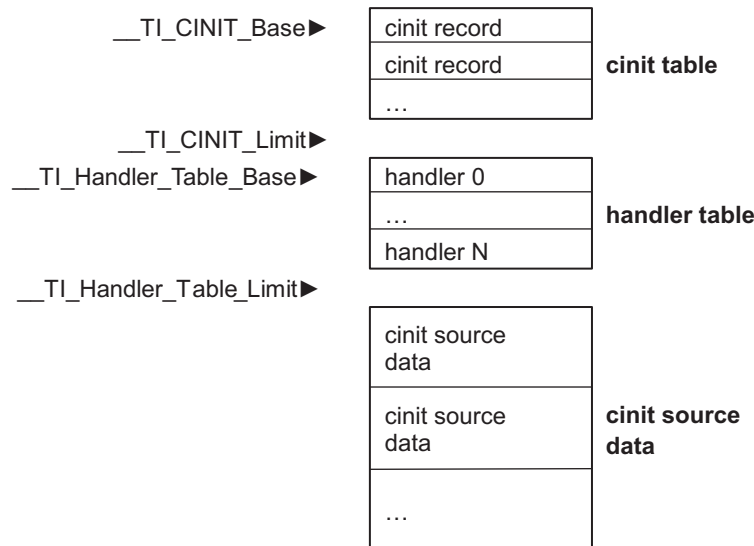 __TI_CINIT_Base►
cinit record
cinit record
cinit table
…
__TI_CINIT_Limit►
__TI_Handler_Table_Base►
handler 0
…
handler table
handler N
__TI_Handler_Table_Limit►
cinit source
data
cinit source
data
cinit source
data
…